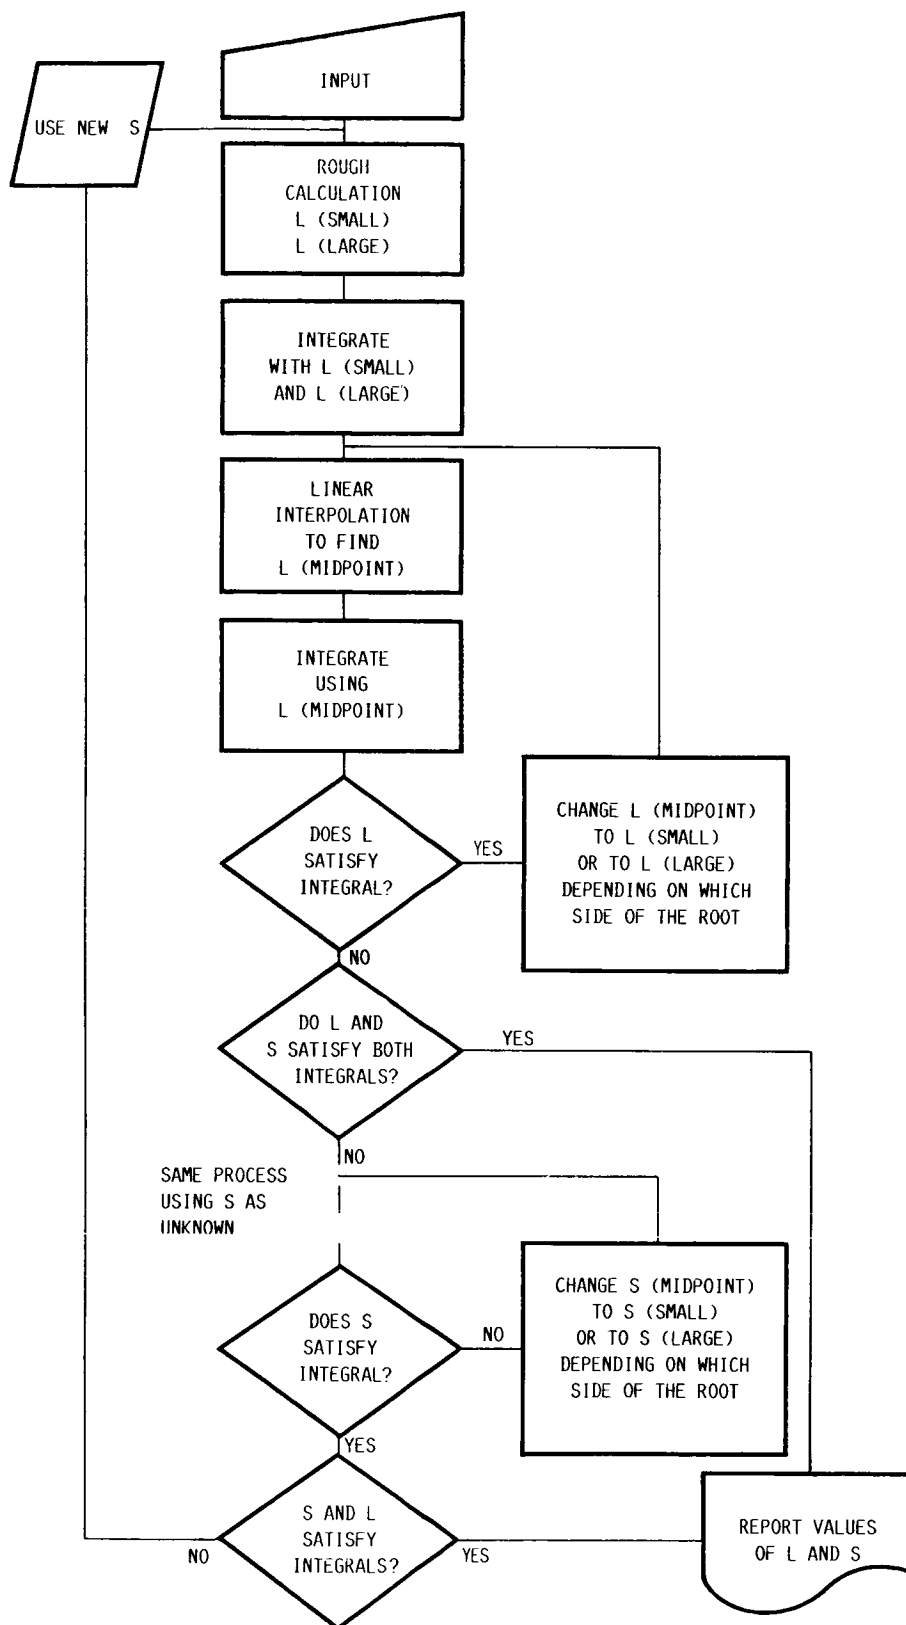 INPUT
USE NEW S
ROUGH
CALCULATION
L (SMALL)
L (LARGE)
INTEGRATE
WITH L (SMALL)
AND L (LARGE)
LINEAR
INTERPOLATION
TO FIND
L (MIDPOINT)
INTEGRATE
USING
L (MIDPOINT)
DOES L
SATISFY
INTEGRAL?
YES
CHANGE L (MIDPOINT)
TO L (SMALL)
OR TO L (LARGE)
DEPENDING ON WHICH
SIDE OF THE ROOT
NO
DO L AND
S SATISFY BOTH
INTEGRALS?
YES
NO
SAME PROCESS
USING S AS
UNKNOWN
DOES S
SATISFY
INTEGRAL?
NO
CHANGE S (MIDPOINT)
TO S (SMALL)
OR TO S (LARGE)
DEPENDING ON WHICH
SIDE OF THE ROOT
YES
S AND L
SATISFY
INTEGRALS?
NO
YES
REPORT VALUES
OF L AND S